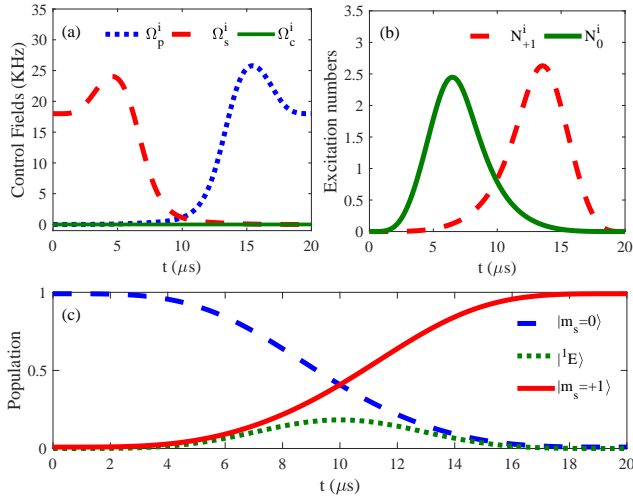 (a)
Ω_p^i Ω_s^i Ω_c^i
Control Fields (KHz)
35
30
25
20
15
10
5
0
0 5 10 15 20
t (μs)
(b)
N_{+1}^i N_0^i
Excitation numbers
3.5
3
2.5
2
1.5
1
0.5
0
0 5 10 15 20
t (μs)
(c)
|m_s=0⟩
|^1E⟩
|m_s=+1⟩
Population
1
0.5
0
0 2 4 6 8 10 12 14 16 18 20
t (μs)